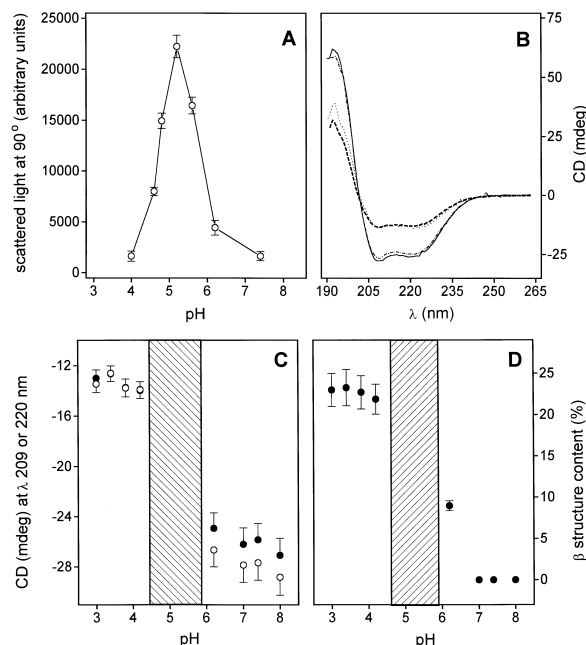 A
scattered light at 90° (arbitrary units)
25000
20000
15000
10000
5000
0
3 4 5 6 7 8
pH
B
75
50
25
0
-25
CD (mdeg)
190 205 220 235 250 265
λ (nm)
C
CD (mdeg) at λ 209 or 220 nm
-12
-14
-16
-24
-26
-28
3 4 5 6 7 8
pH
D
25
20
15
10
5
0
β structure content (%)
3 4 5 6 7 8
pH